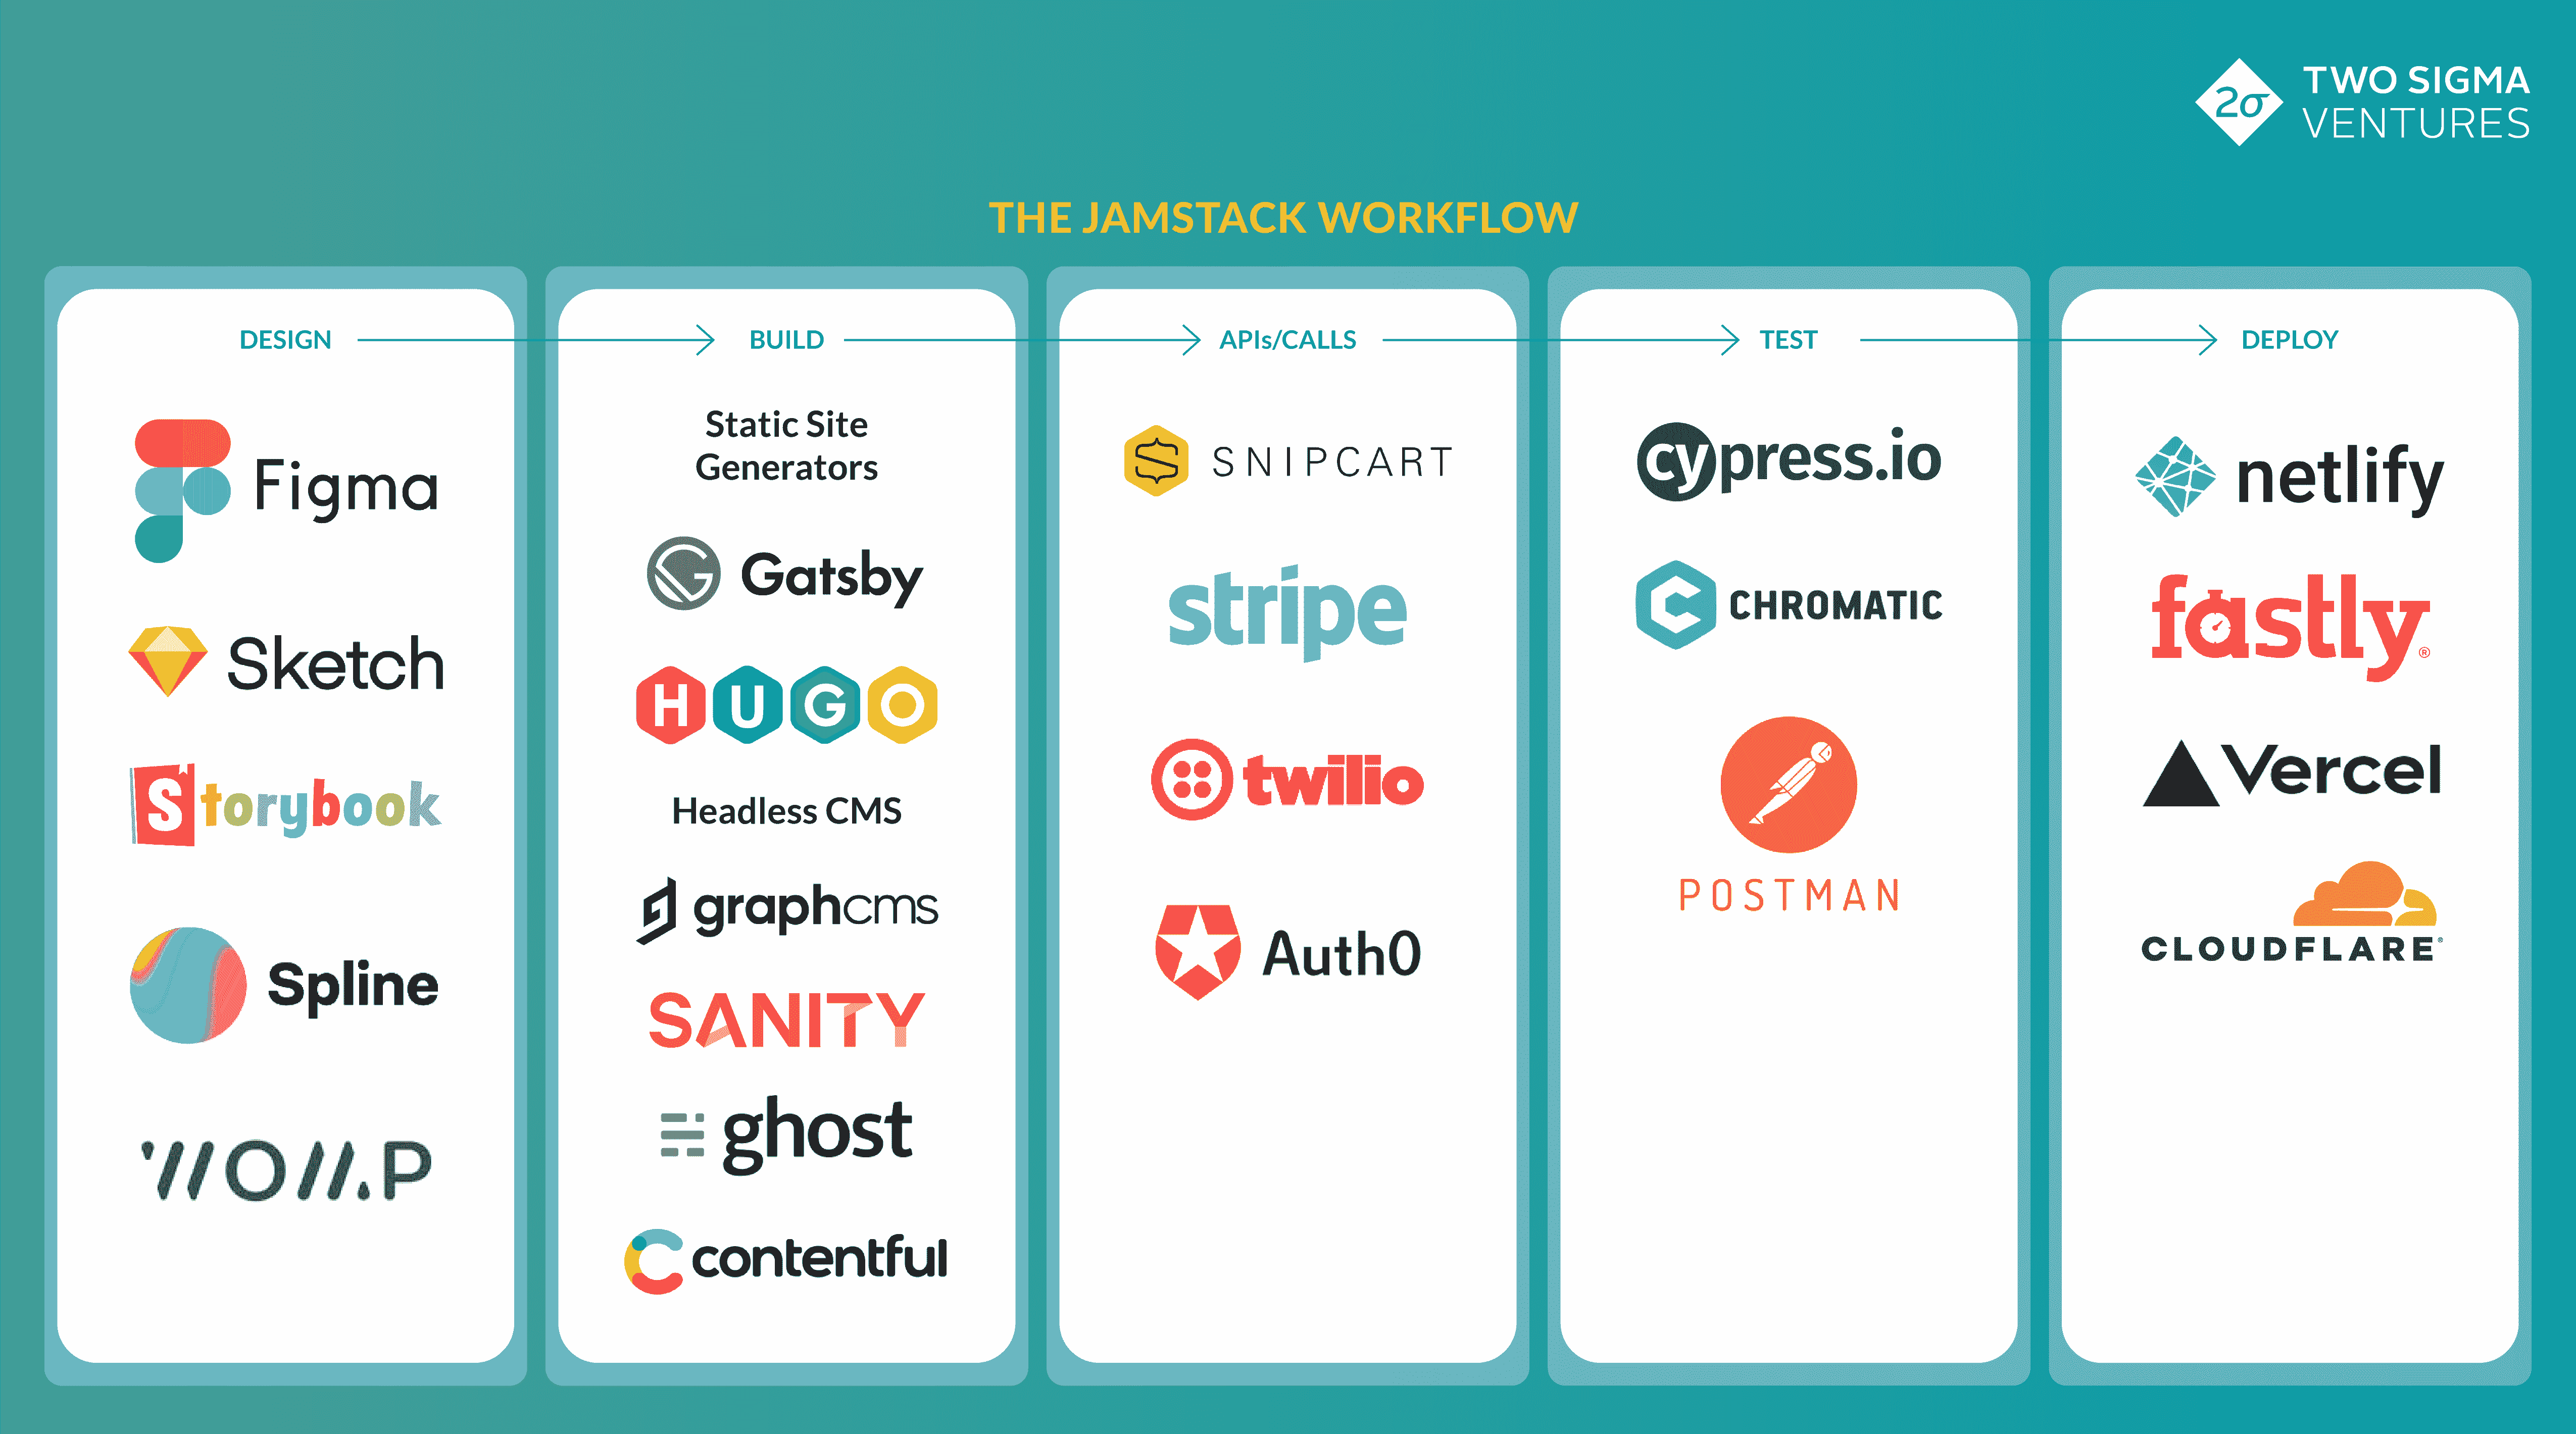 2σ TWO SIGMA
VENTURES
THE JAMSTACK WORKFLOW
DESIGN
Figma
Sketch
Storybook
Spline
WOMP
BUILD
Static Site
Generators
Gatsby
HUGO
Headless CMS
graphcms
SANITY
ghost
contentful
APIs/CALLS
SNIPCART
stripe
twilio
Auth0
TEST
cypress.io
CHROMATIC
POSTMAN
DEPLOY
netlify
fastly®
Vercel
CLOUDFLARE®